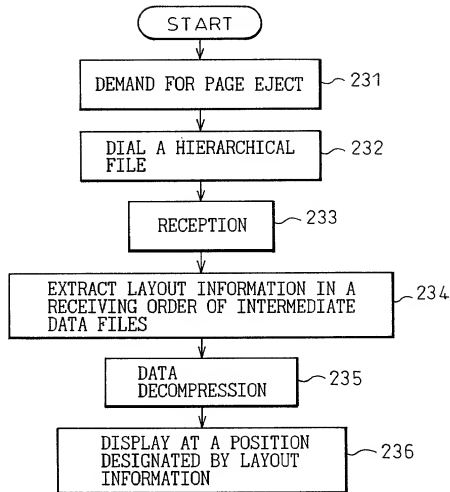 START
DEMAND FOR PAGE EJECT
231
DIAL A HIERARCHICAL
FILE
232
RECEPTION
233
EXTRACT LAYOUT INFORMATION IN A
RECEIVING ORDER OF INTERMEDIATE
DATA FILES
234
DATA
DECOMPRESSION
235
DISPLAY AT A POSITION
DESIGNATED BY LAYOUT
INFORMATION
236